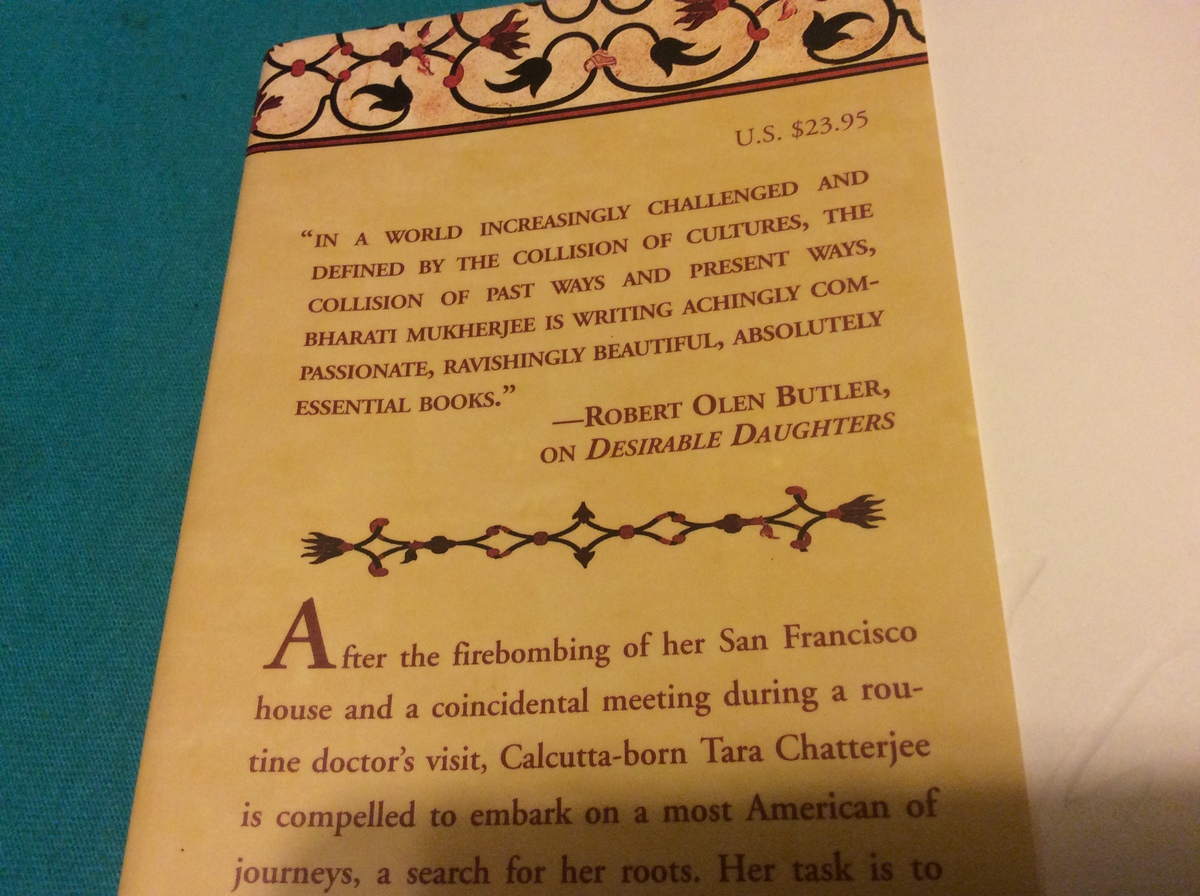 U.S. $23.95
“IN A WORLD INCREASINGLY CHALLENGED AND
DEFINED BY THE COLLISION OF CULTURES, THE
COLLISION OF PAST WAYS AND PRESENT WAYS,
BHARATI MUKHERJEE IS WRITING ACHINGLY COM-
PASSIONATE, RAVISHINGLY BEAUTIFUL, ABSOLUTELY
ESSENTIAL BOOKS.”
—ROBERT OLEN BUTLER,
ON DESIRABLE DAUGHTERS
After the firebombing of her San Francisco
house and a coincidental meeting during a rou-
tine doctor’s visit, Calcutta-born Tara Chatterjee
is compelled to embark on a most American of
journeys, a search for her roots. Her task is to